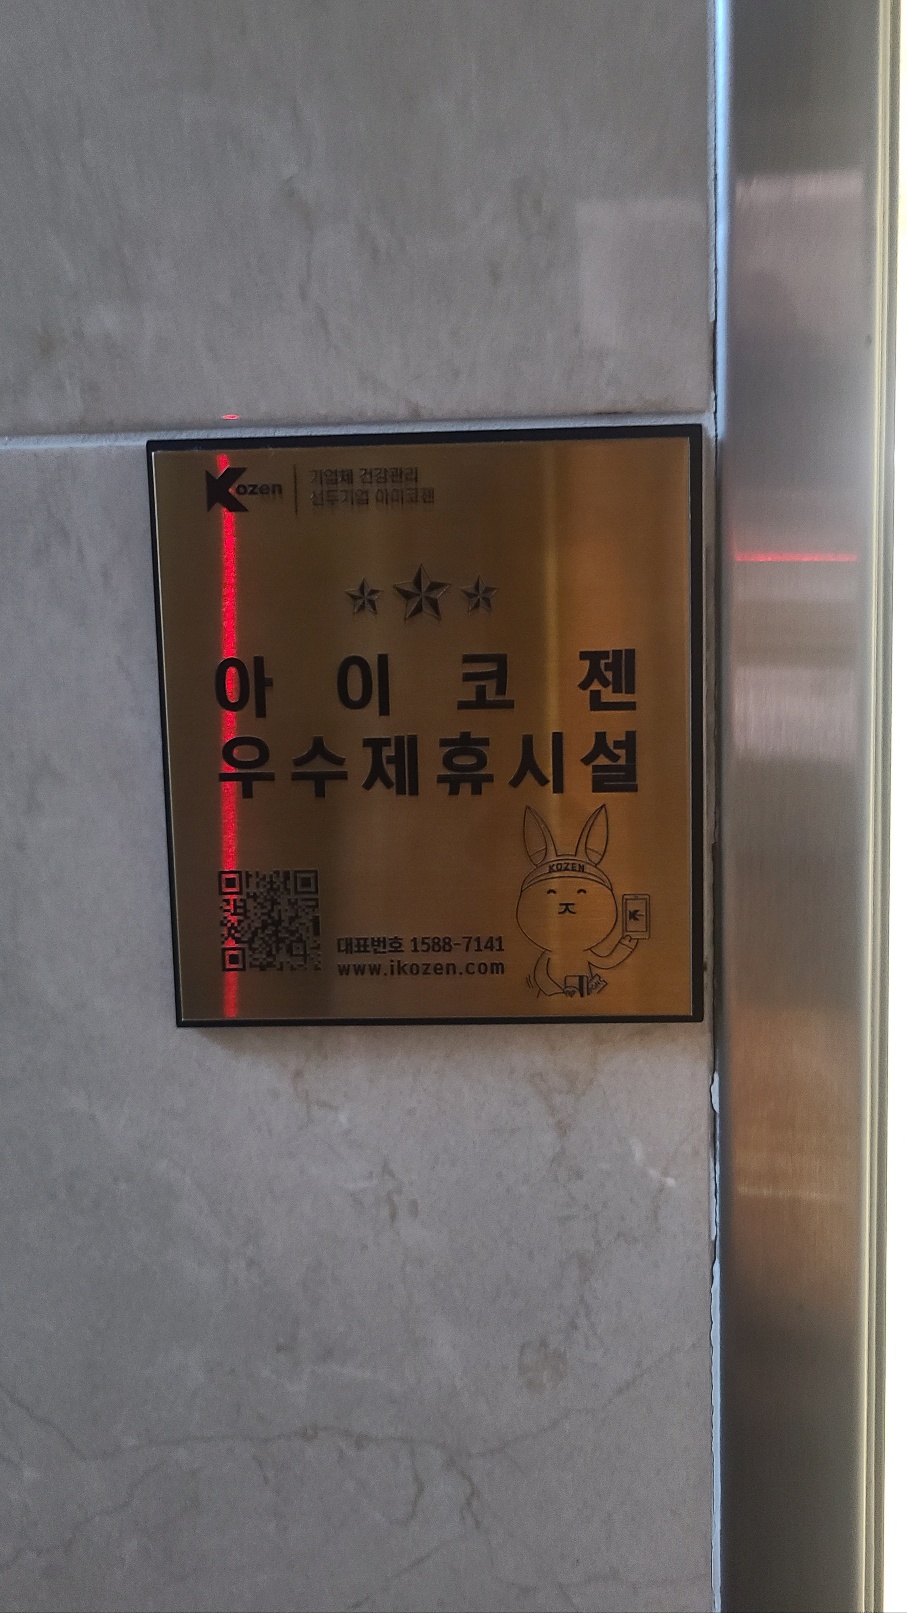 Kozen
기업체 건강관리
선두기업 아이코젠
아이코젠
우수제휴시설
KOZEN
K
대표번호 1588-7141
www.ikozen.com